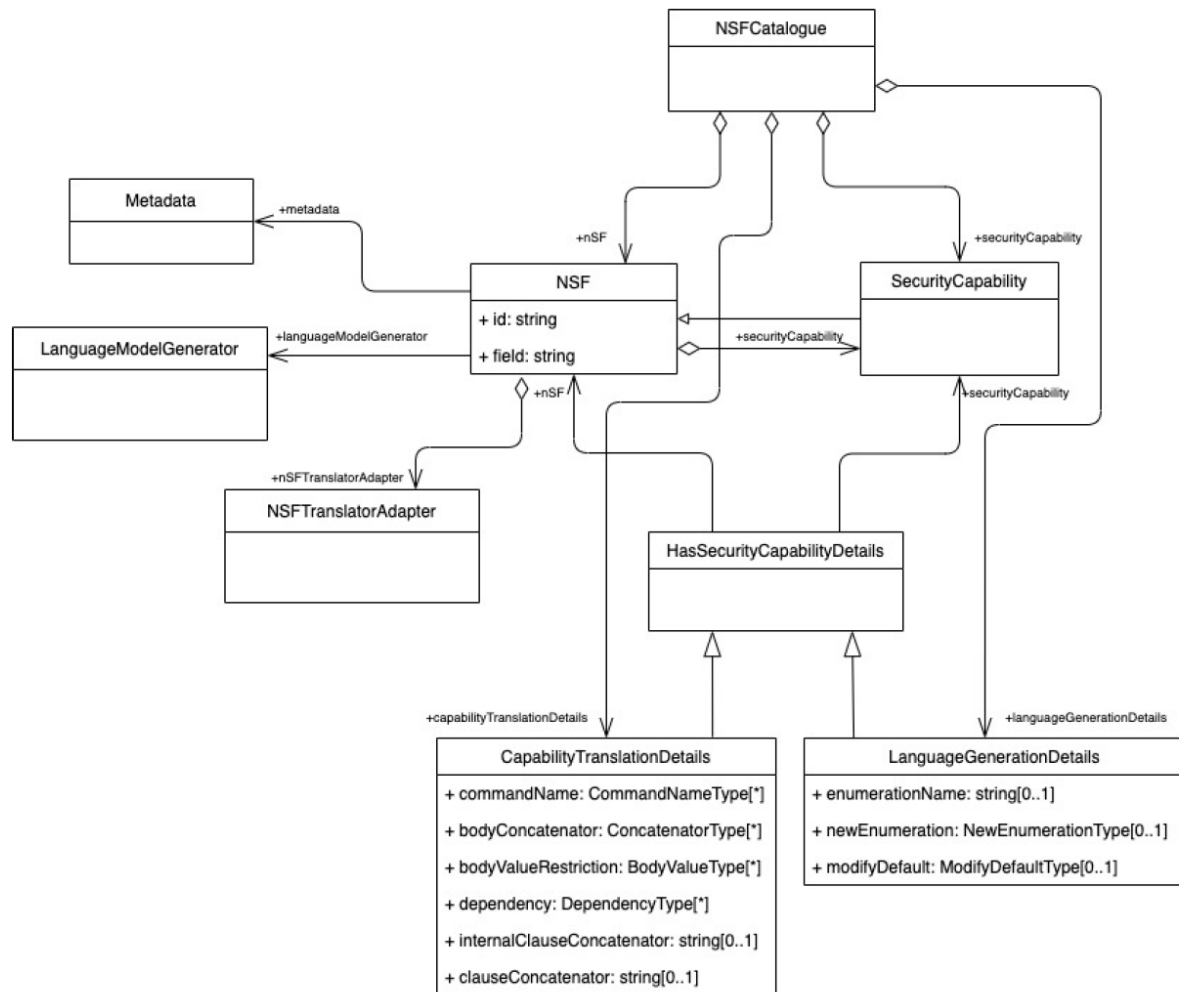 NSFCatalogue
Metadata
+metadata
+nSF
+securityCapability
NSF
+ id: string
+ field: string
SecurityCapability
LanguageModelGenerator
+languageModelGenerator
+securityCapability
+nSF
+securityCapability
+nSFTranslatorAdapter
NSFTranslatorAdapter
HasSecurityCapabilityDetails
+capabilityTranslationDetails
+languageGenerationDetails
CapabilityTranslationDetails
+ commandName: CommandNameType[*]
+ bodyConcatenator: ConcatenatorType[*]
+ bodyValueRestriction: BodyValueType[*]
+ dependency: DependencyType[*]
+ internalClauseConcatenator: string[0..1]
+ clauseConcatenator: string[0..1]
LanguageGenerationDetails
+ enumerationName: string[0..1]
+ newEnumeration: NewEnumerationType[0..1]
+ modifyDefault: ModifyDefaultType[0..1]